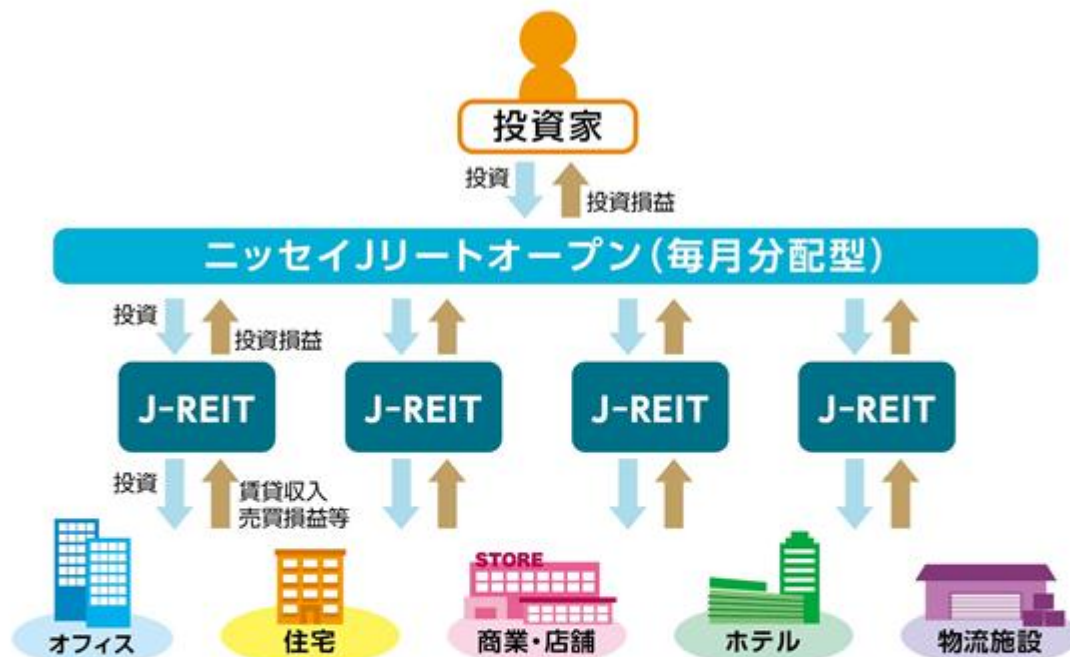 投資家
投資
投資損益
ニッセイJリートオープン(毎月分配型)
投資
投資損益
J-REIT
J-REIT
J-REIT
J-REIT
投資
賃貸収入
売買損益等
STORE
オフィス
住宅
商業・店舗
ホテル
物流施設